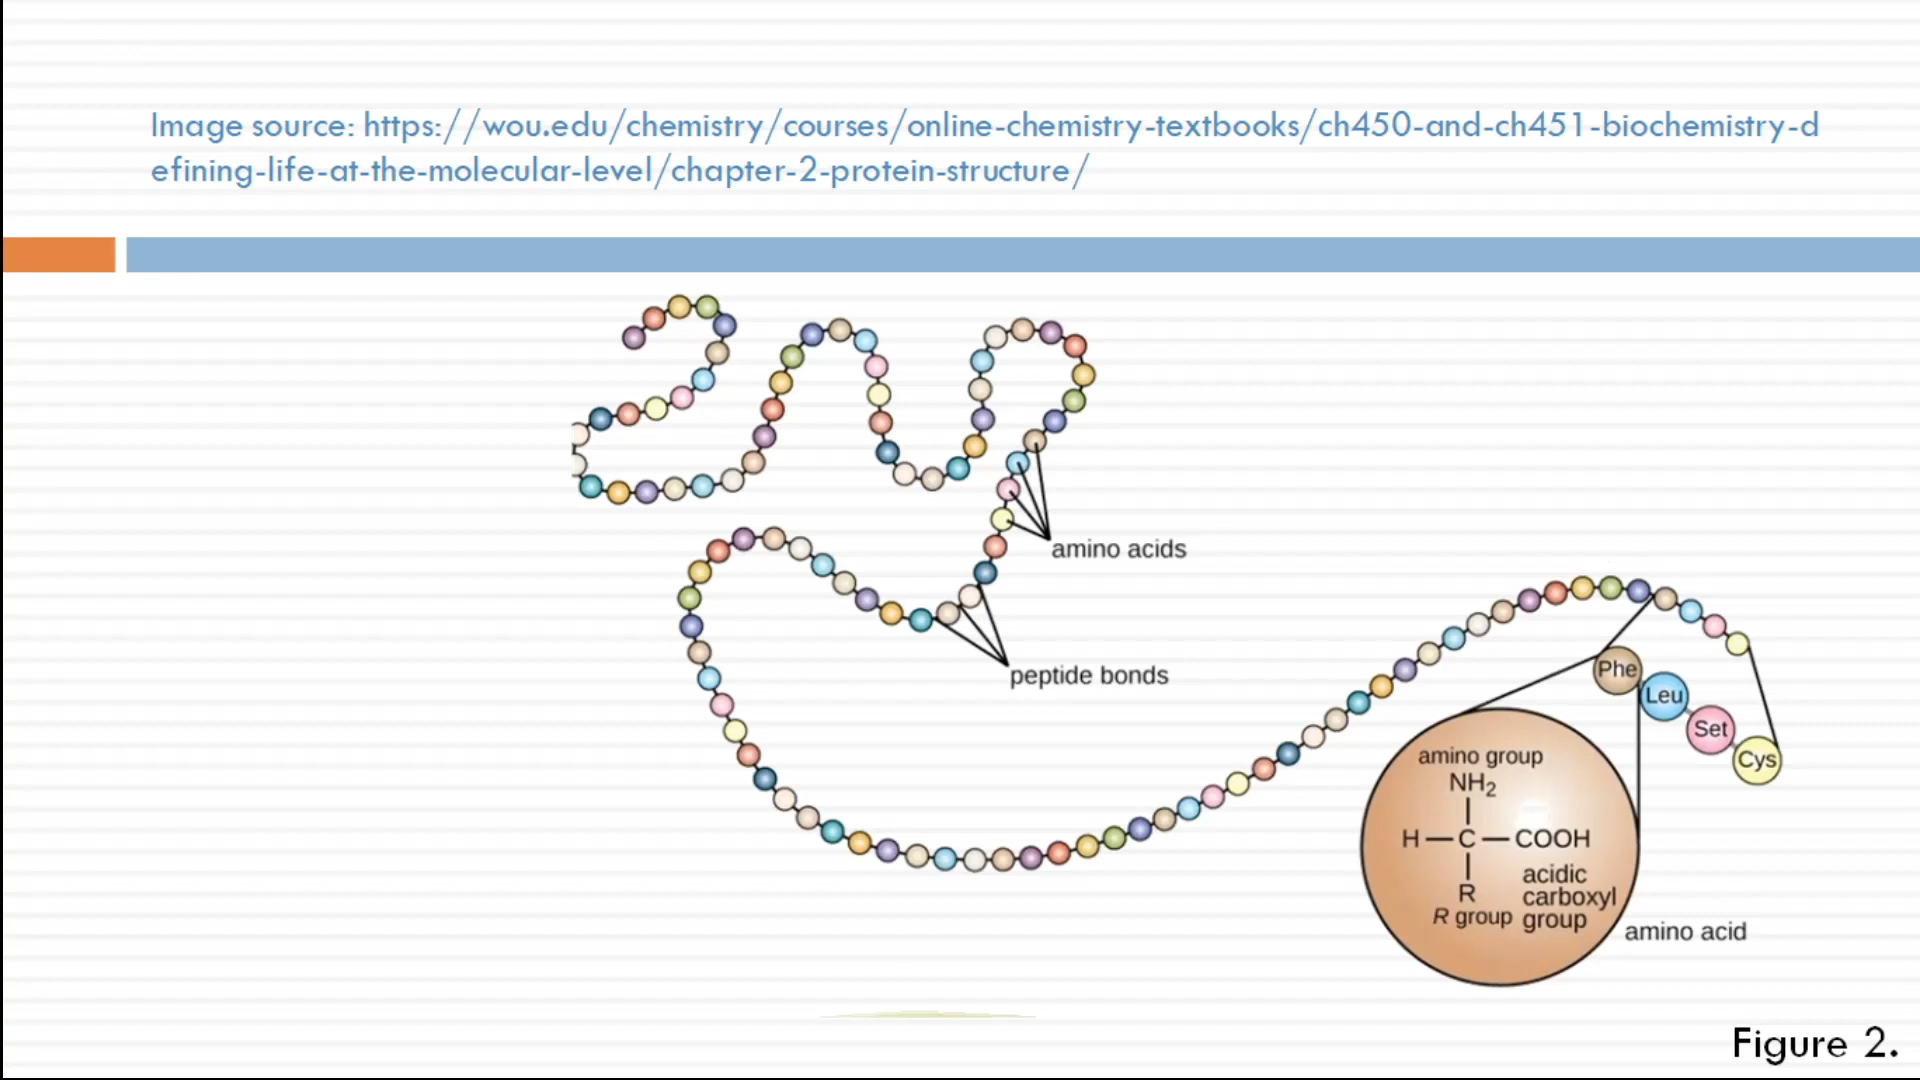 Image source: https://wou.edu/chemistry/courses/online-chemistry-textbooks/ch450-and-ch451-biochemistry-d
efining-life-at-the-molecular-level/chapter-2-protein-structure/
amino acids
peptide bonds
Phe
Leu
Set
Cys
amino group
NH₂
H—C—COOH
R
R group
acidic
carboxyl
group
amino acid
Figure 2.